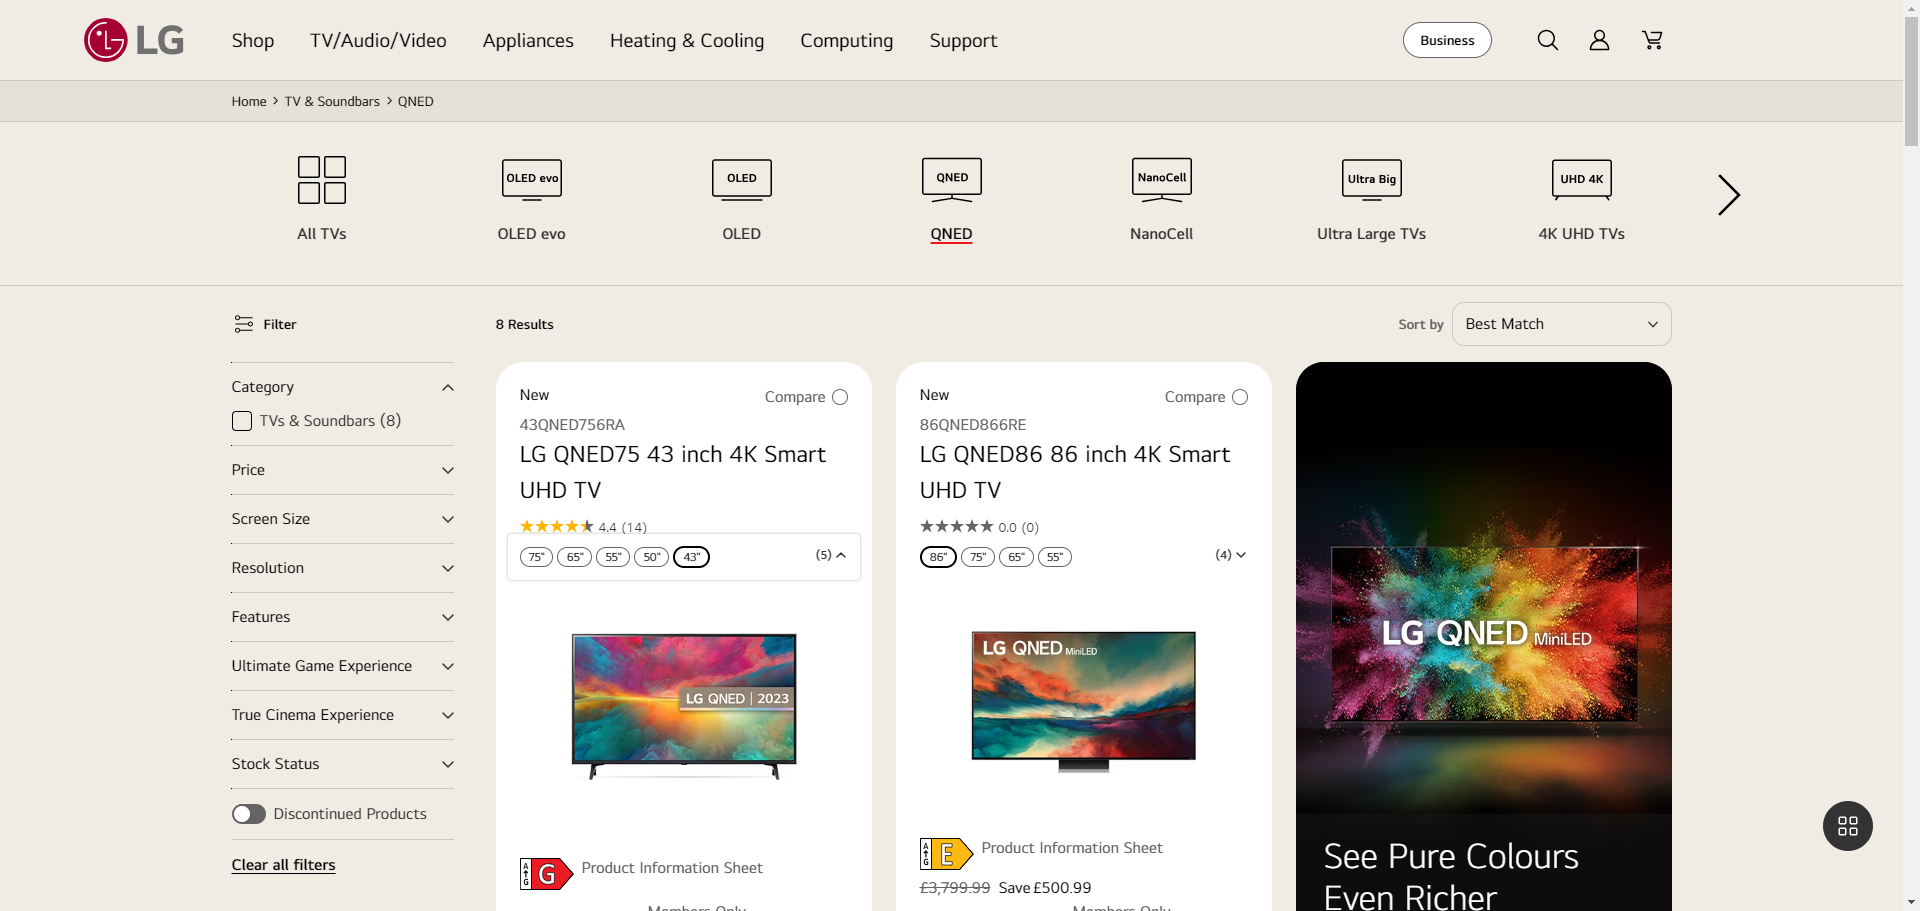 LG
Shop
TV/Audio/Video
Appliances
Heating & Cooling
Computing
Support
Business
Home > TV & Soundbars > QNED
OLED evo
OLED
QNED
NanoCell
Ultra Big
UHD 4K
All TVs
OLED evo
OLED
QNED
NanoCell
Ultra Large TVs
4K UHD TVs
Filter
8 Results
Sort by
Best Match
Category
TVs & Soundbars (8)
Price
Screen Size
Resolution
Features
Ultimate Game Experience
True Cinema Experience
Stock Status
Discontinued Products
Clear all filters
New
Compare
43QNED756RA
LG QNED75 43 inch 4K Smart
UHD TV
4.4 (14)
75" 65" 55" 50" 43" (5)
LG QNED | 2023
A
G
G
Product Information Sheet
Members Only
New
Compare
86QNED866RE
LG QNED86 86 inch 4K Smart
UHD TV
0.0 (0)
86" 75" 65" 55" (4)
LG QNED MiniLED
A
G
E
Product Information Sheet
£3,799.99 Save £500.99
Members Only
LG QNED MiniLED
See Pure Colours
Even Richer